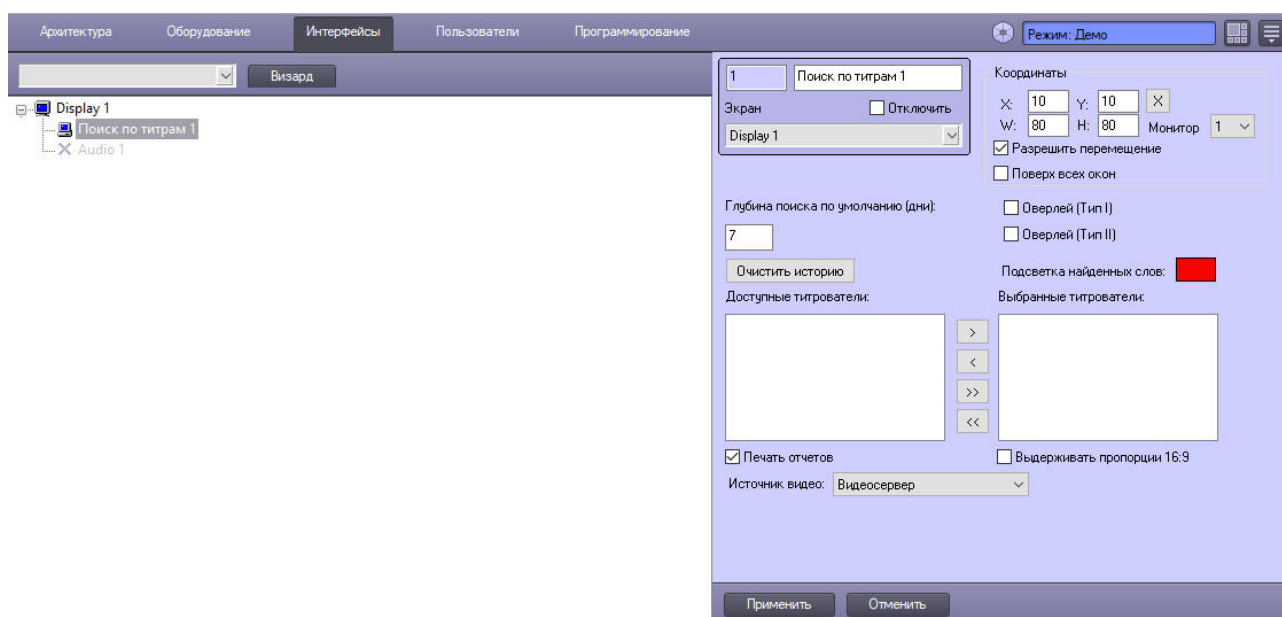 Архитектура Оборудование Интерфейсы Пользователи Программирование Режим: Демо
Визард
Display 1
Поиск по титрам 1
Audio 1
1 Поиск по титрам 1
Экран Отключить
Display 1
Координаты
X: 10 Y: 10 X
W: 80 H: 80 Монитор 1
Разрешить перемещение
Поверх всех окон
Глубина поиска по умолчанию (дни):
7
Оверлей (Тип I)
Оверлей (Тип II)
Очистить историю
Подсветка найденных слов:
Доступные титрователи:
Выбранные титрователи:
>
<
>>
<<
Печать отчетов
Выдерживать пропорции 16:9
Источник видео: Видеосервер
Применить Отменить